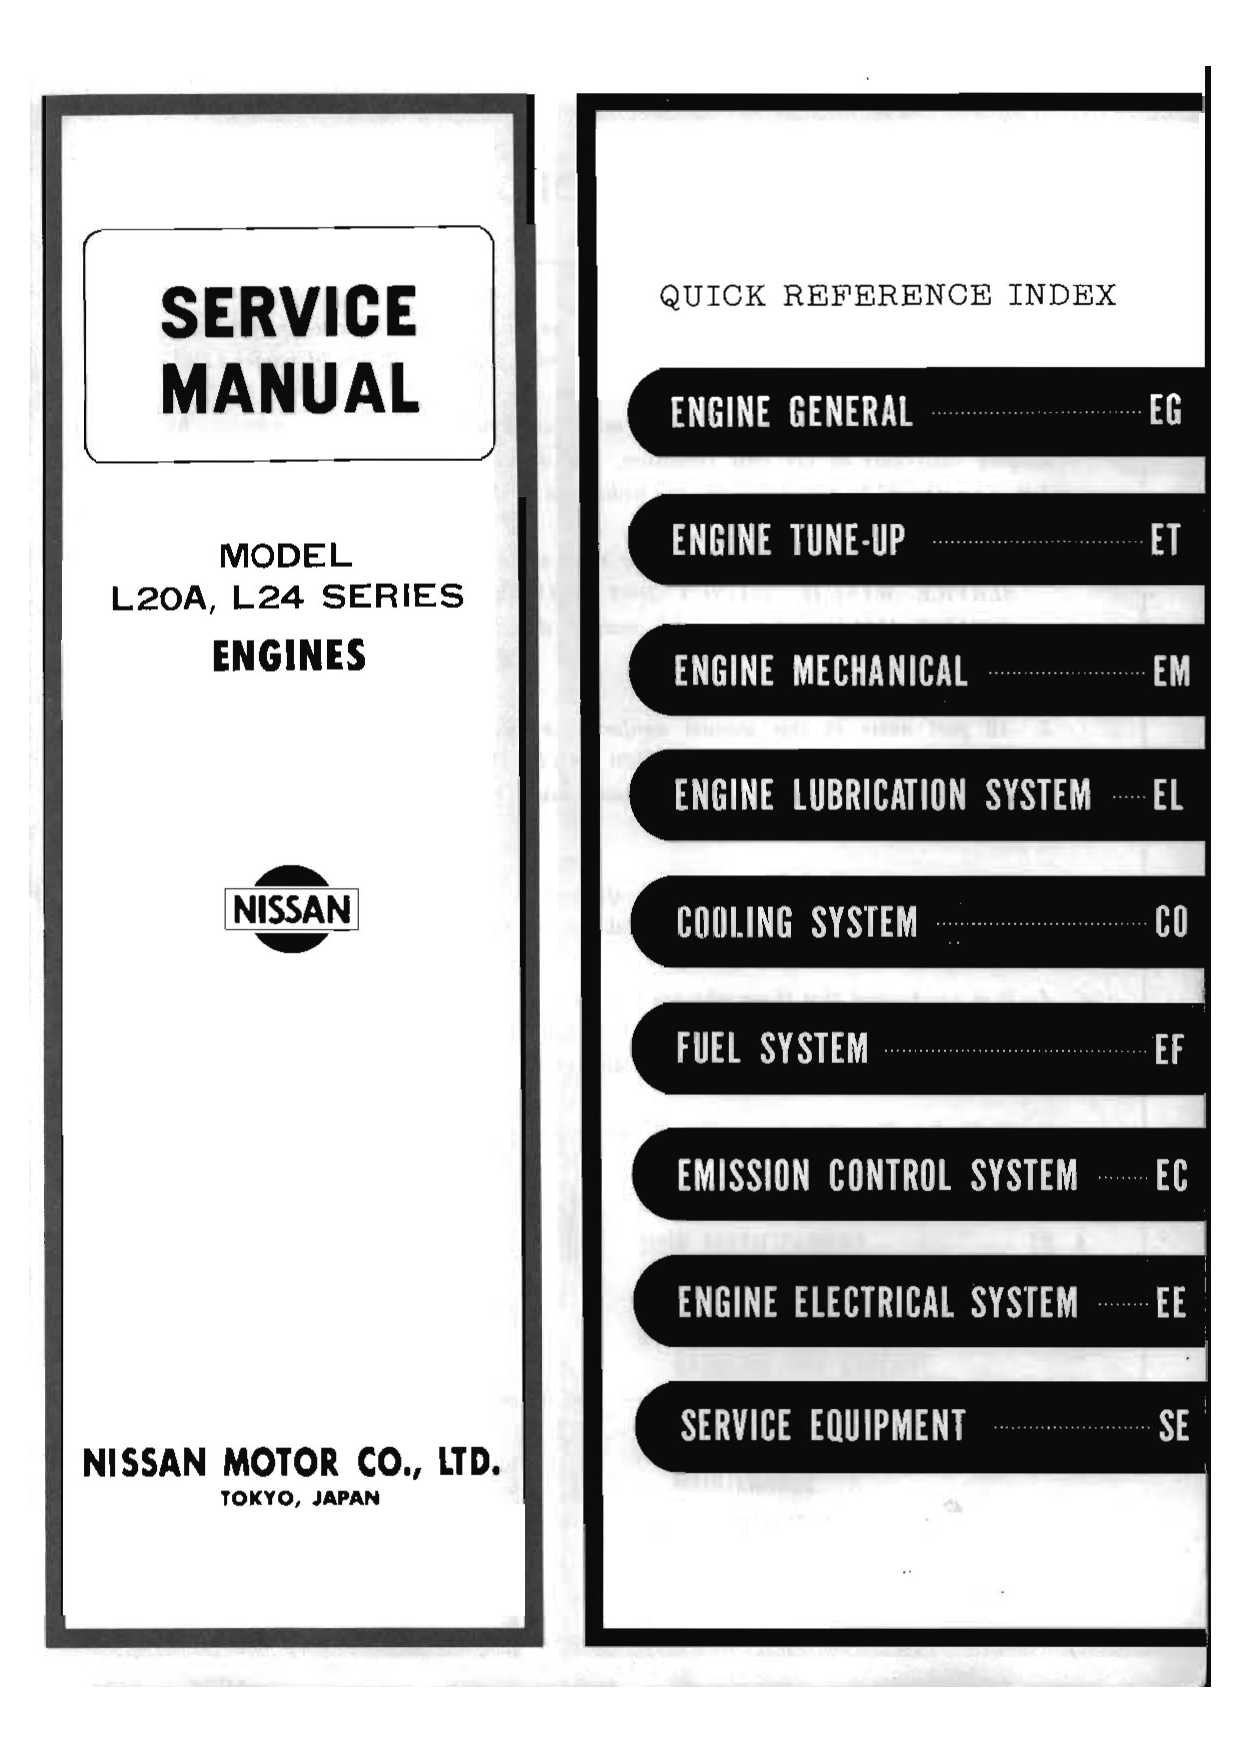 SERVICE
MANUAL
MODEL
L20A, L24 SERIES
ENGINES
NISSAN
NISSAN MOTOR CO., LTD.
TOKYO, JAPAN
QUICK REFERENCE INDEX
ENGINE GENERAL ........ EG
ENGINE TUNE-UP ........ ET
ENGINE MECHANICAL ........ EM
ENGINE LUBRICATION SYSTEM ..... EL
COOLING SYSTEM ........ CO
FUEL SYSTEM ........ EF
EMISSION CONTROL SYSTEM ........ EC
ENGINE ELECTRICAL SYSTEM ........ EE
SERVICE EQUIPMENT ........ SE